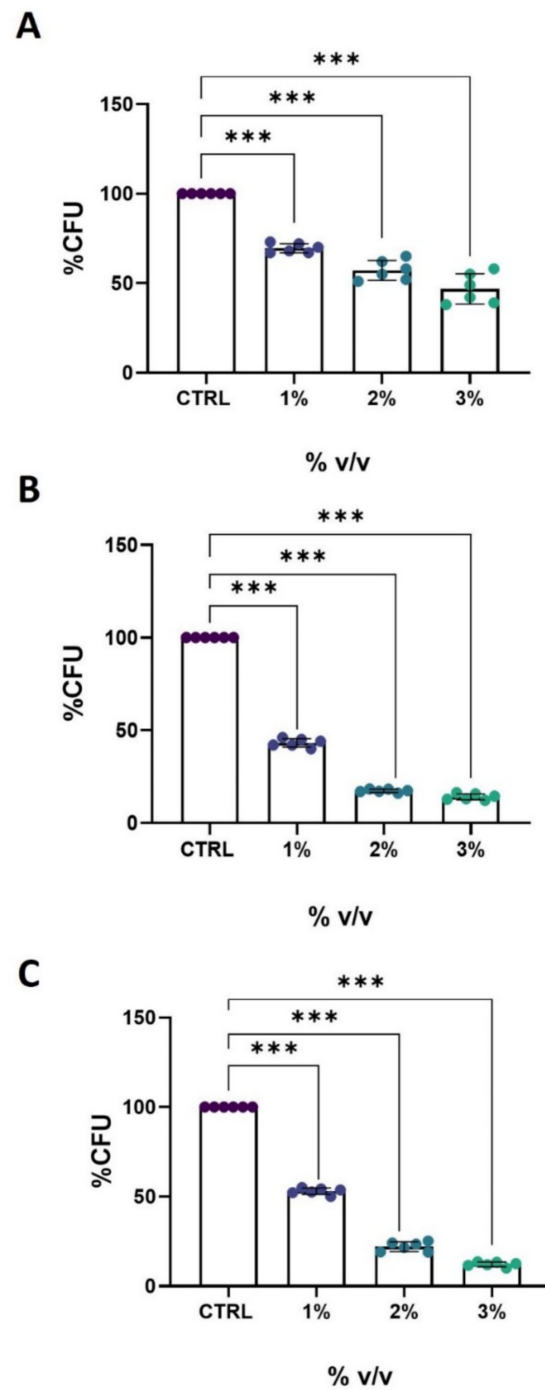 A
***
***
***
150
100
50
0
%CFU
CTRL 1% 2% 3%
% v/v
B
***
***
***
150
100
50
0
%CFU
CTRL 1% 2% 3%
% v/v
C
***
***
***
150
100
50
0
%CFU
CTRL 1% 2% 3%
% v/v